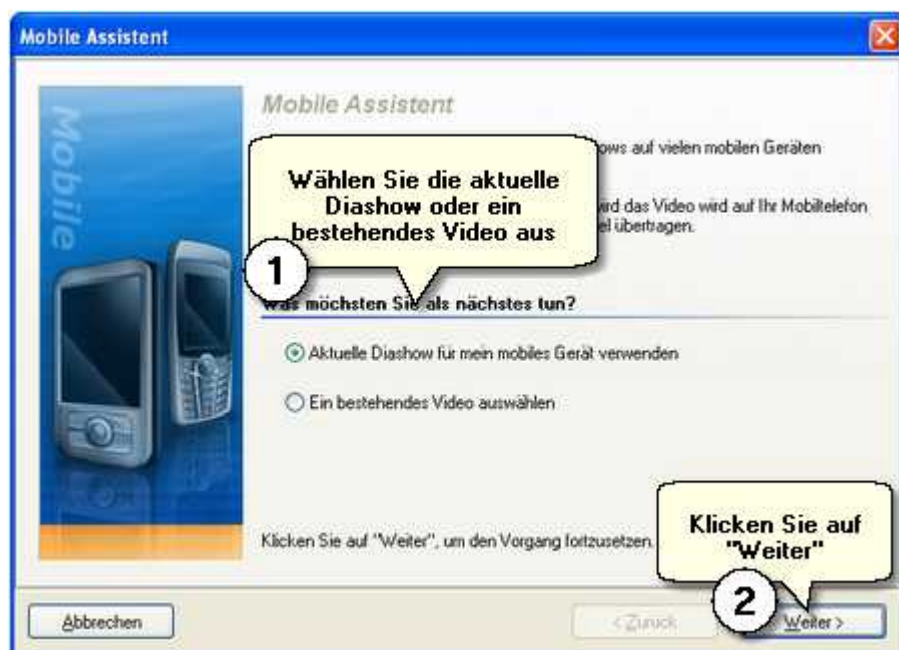 Mobile Assistent
Mobile
Mobile Assistent
ows auf vielen mobilen Geräten
Wählen Sie die aktuelle
Diashow oder ein
bestehendes Video aus
ird das Video wird auf Ihr Mobiltelefon
el übertragen.
1
Was möchsten Sie als nächstes tun?
Aktuelle Diashow für mein mobiles Gerät verwenden
Ein bestehendes Video auswählen
Klicken Sie auf
"Weiter"
Klicken Sie auf "Weiter", um den Vorgang fortzusetzen.
2
Abbrechen
< Zurück
Weiter >